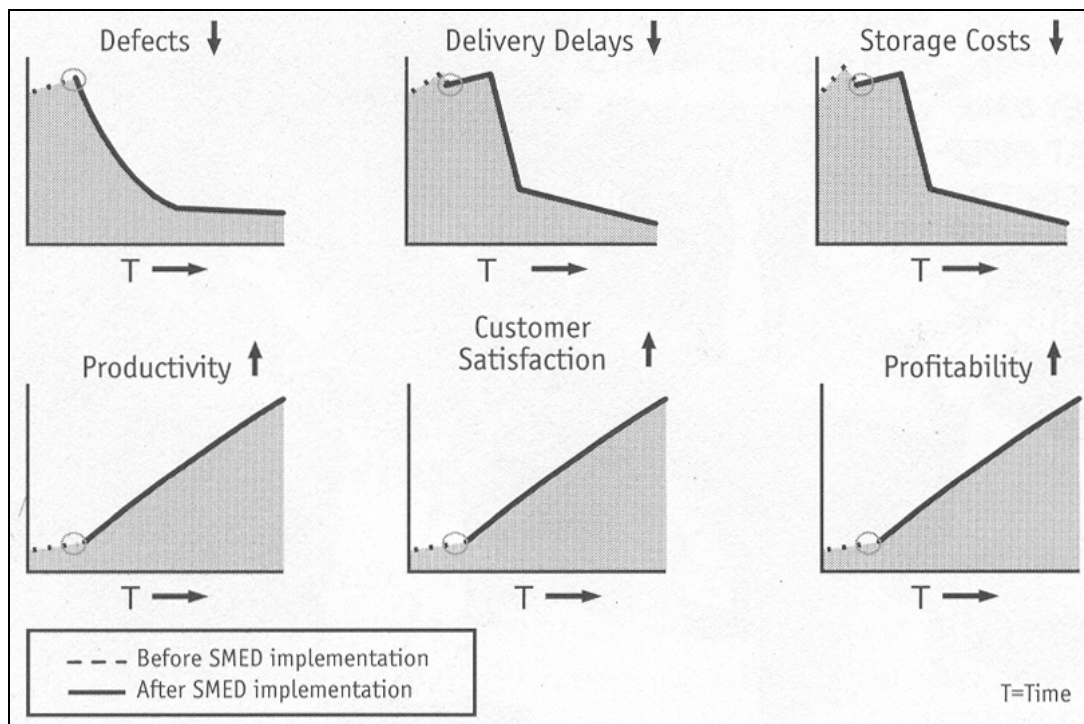 Defects
Delivery Delays
Storage Costs
T
T
T
Productivity
Customer
Satisfaction
Profitability
T
T
T
Before SMED implementation
After SMED implementation
T=Time